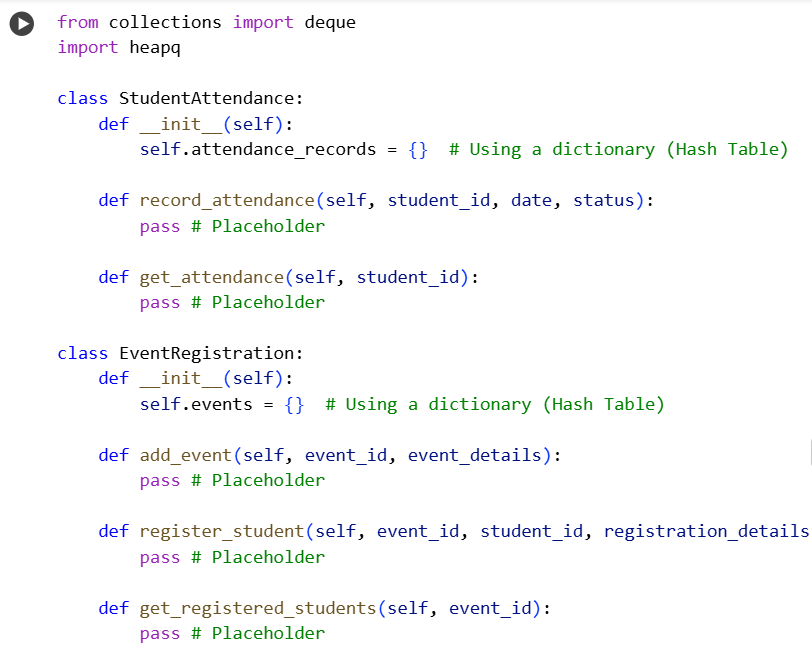 from collections import deque
import heapq
class StudentAttendance:
def __init__(self):
self.attendance_records = {}  # Using a dictionary (Hash Table)
def record_attendance(self, student_id, date, status):
pass # Placeholder
def get_attendance(self, student_id):
pass # Placeholder
class EventRegistration:
def __init__(self):
self.events = {}  # Using a dictionary (Hash Table)
def add_event(self, event_id, event_details):
pass # Placeholder
def register_student(self, event_id, student_id, registration_details
pass # Placeholder
def get_registered_students(self, event_id):
pass # Placeholder